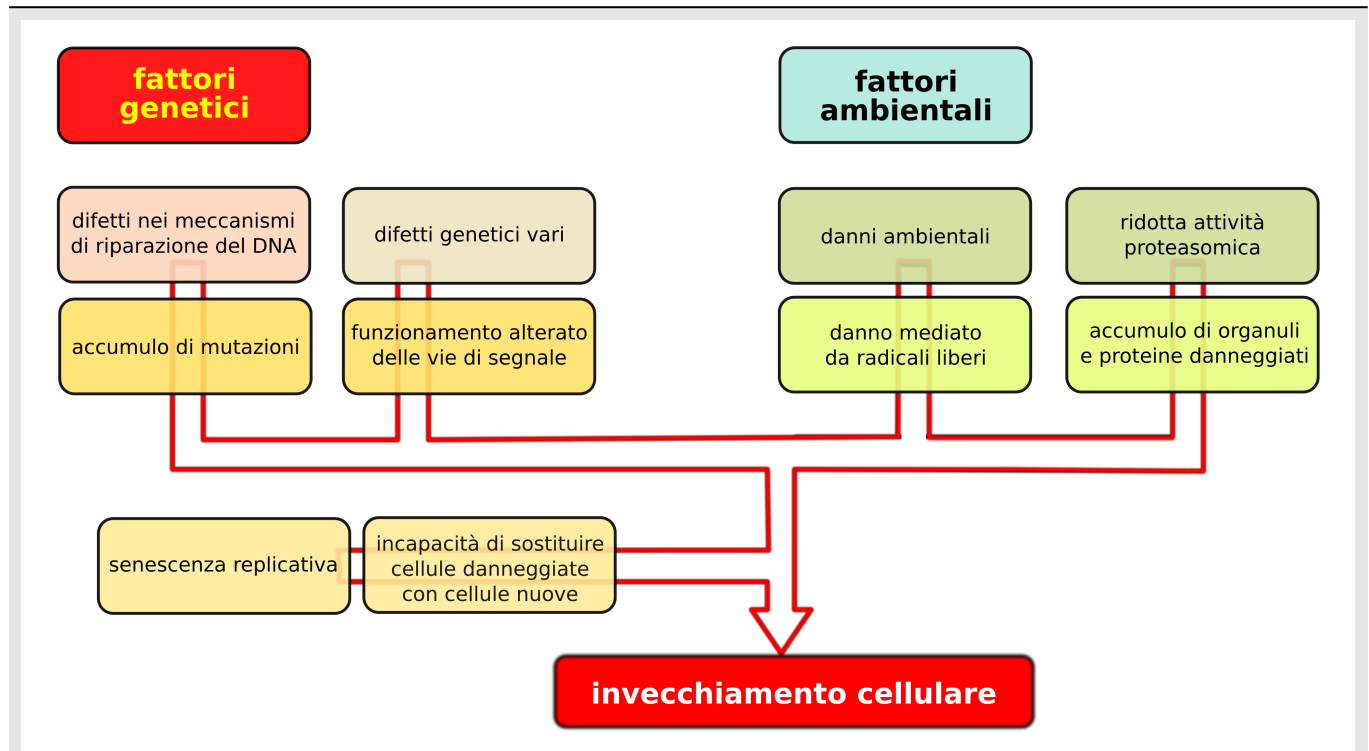 fattori
genetici
fattori
ambientali
difetti nei meccanismi
di riparazione del DNA
difetti genetici vari
danni ambientali
ridotta attività
proteasomica
accumulo di mutazioni
funzionamento alterato
delle vie di segnale
danno mediato
da radicali liberi
accumulo di organuli
e proteine danneggiati
senescenza replicativa
incapacità di sostituire
cellule danneggiate
con cellule nuove
invecchiamento cellulare